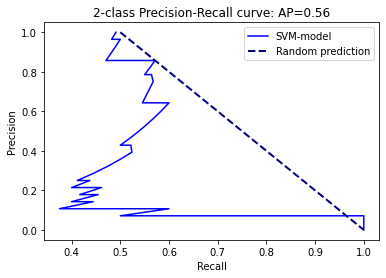 2-class Precision-Recall curve: AP=0.56
SVM-model
Random prediction
Precision
1.0
0.8
0.6
0.4
0.2
0.0
0.4 0.5 0.6 0.7 0.8 0.9 1.0
Recall